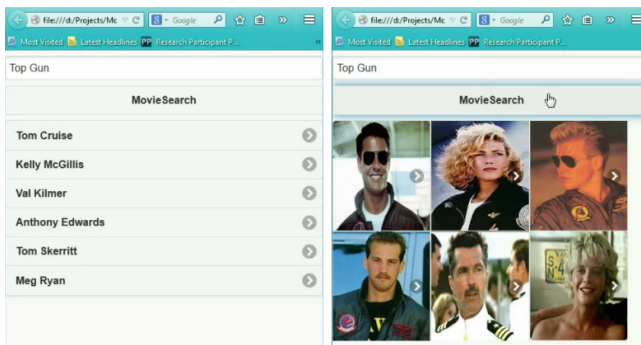 file:///d:/Projects/Mc
Google
Most Visited
Latest Headlines
PP Research Participant P...
Top Gun
MovieSearch
Tom Cruise
Kelly McGillis
Val Kilmer
Anthony Edwards
Tom Skerritt
Meg Ryan
file:///d:/Projects/Mc
Google
Most Visited
Latest Headlines
PP Research Participant P...
Top Gun
MovieSearch